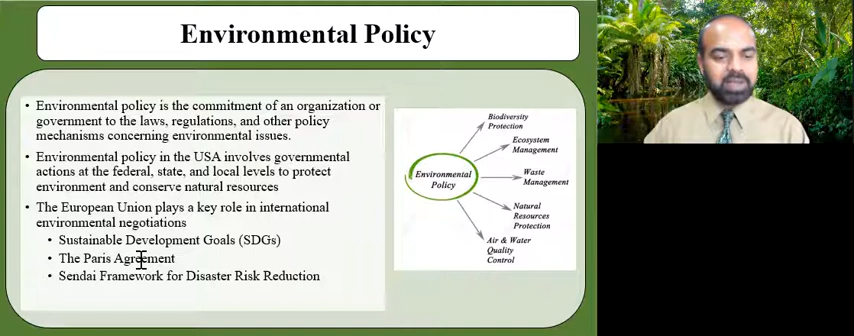 Environmental Policy
• Environmental policy is the commitment of an organization or
government to the laws, regulations, and other policy
mechanisms concerning environmental issues.
• Environmental policy in the USA involves governmental
actions at the federal, state, and local levels to protect
environment and conserve natural resources
• The European Union plays a key role in international
environmental negotiations
• Sustainable Development Goals (SDGs)
• The Paris Agreement
• Sendai Framework for Disaster Risk Reduction
Environmental
Policy
Biodiversity
Protection
Ecosystem
Management
Waste
Management
Natural
Resources
Protection
Air & Water
Quality
Control